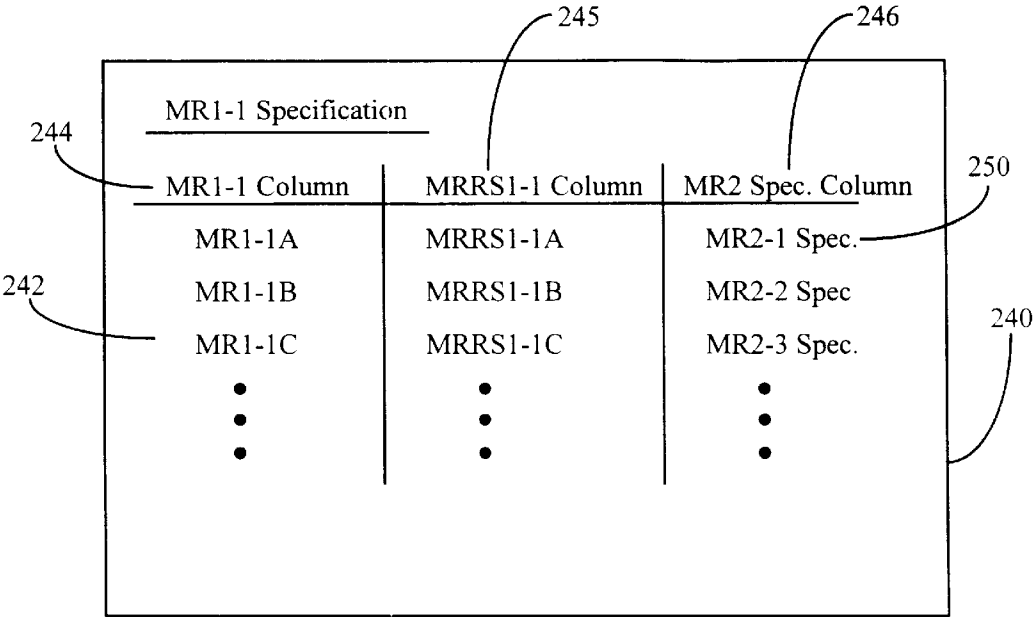 245 246
MR1-1 Specification
244
MR1-1 Column MRRS1-1 Column MR2 Spec. Column
250
MR1-1A MRRS1-1A MR2-1 Spec.
242
MR1-1B MRRS1-1B MR2-2 Spec
240
MR1-1C MRRS1-1C MR2-3 Spec.